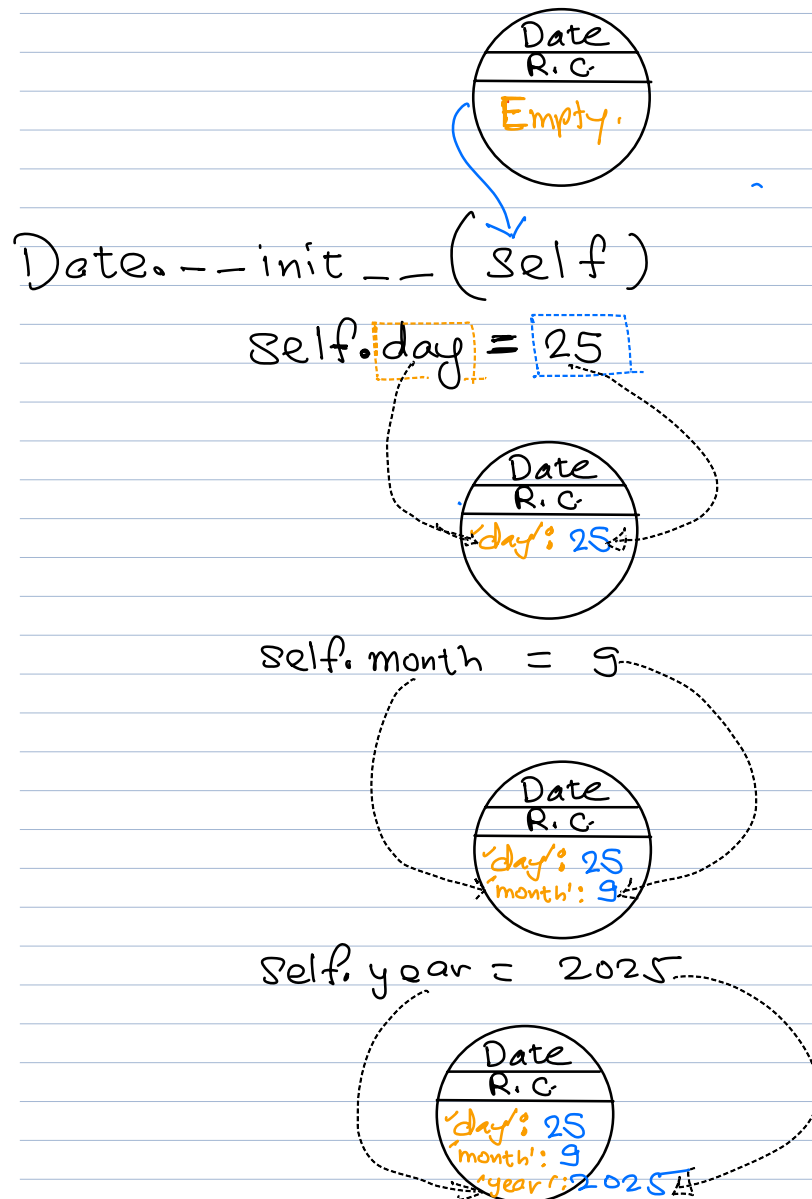 Date
R.C.
Empty.
Date.__init__(self)
self.day = 25
Date
R.C.
'day': 25
self.month = 9
Date
R.C.
'day': 25
'month': 9
self.year = 2025
Date
R.C.
'day': 25
'month': 9
'year': 2025